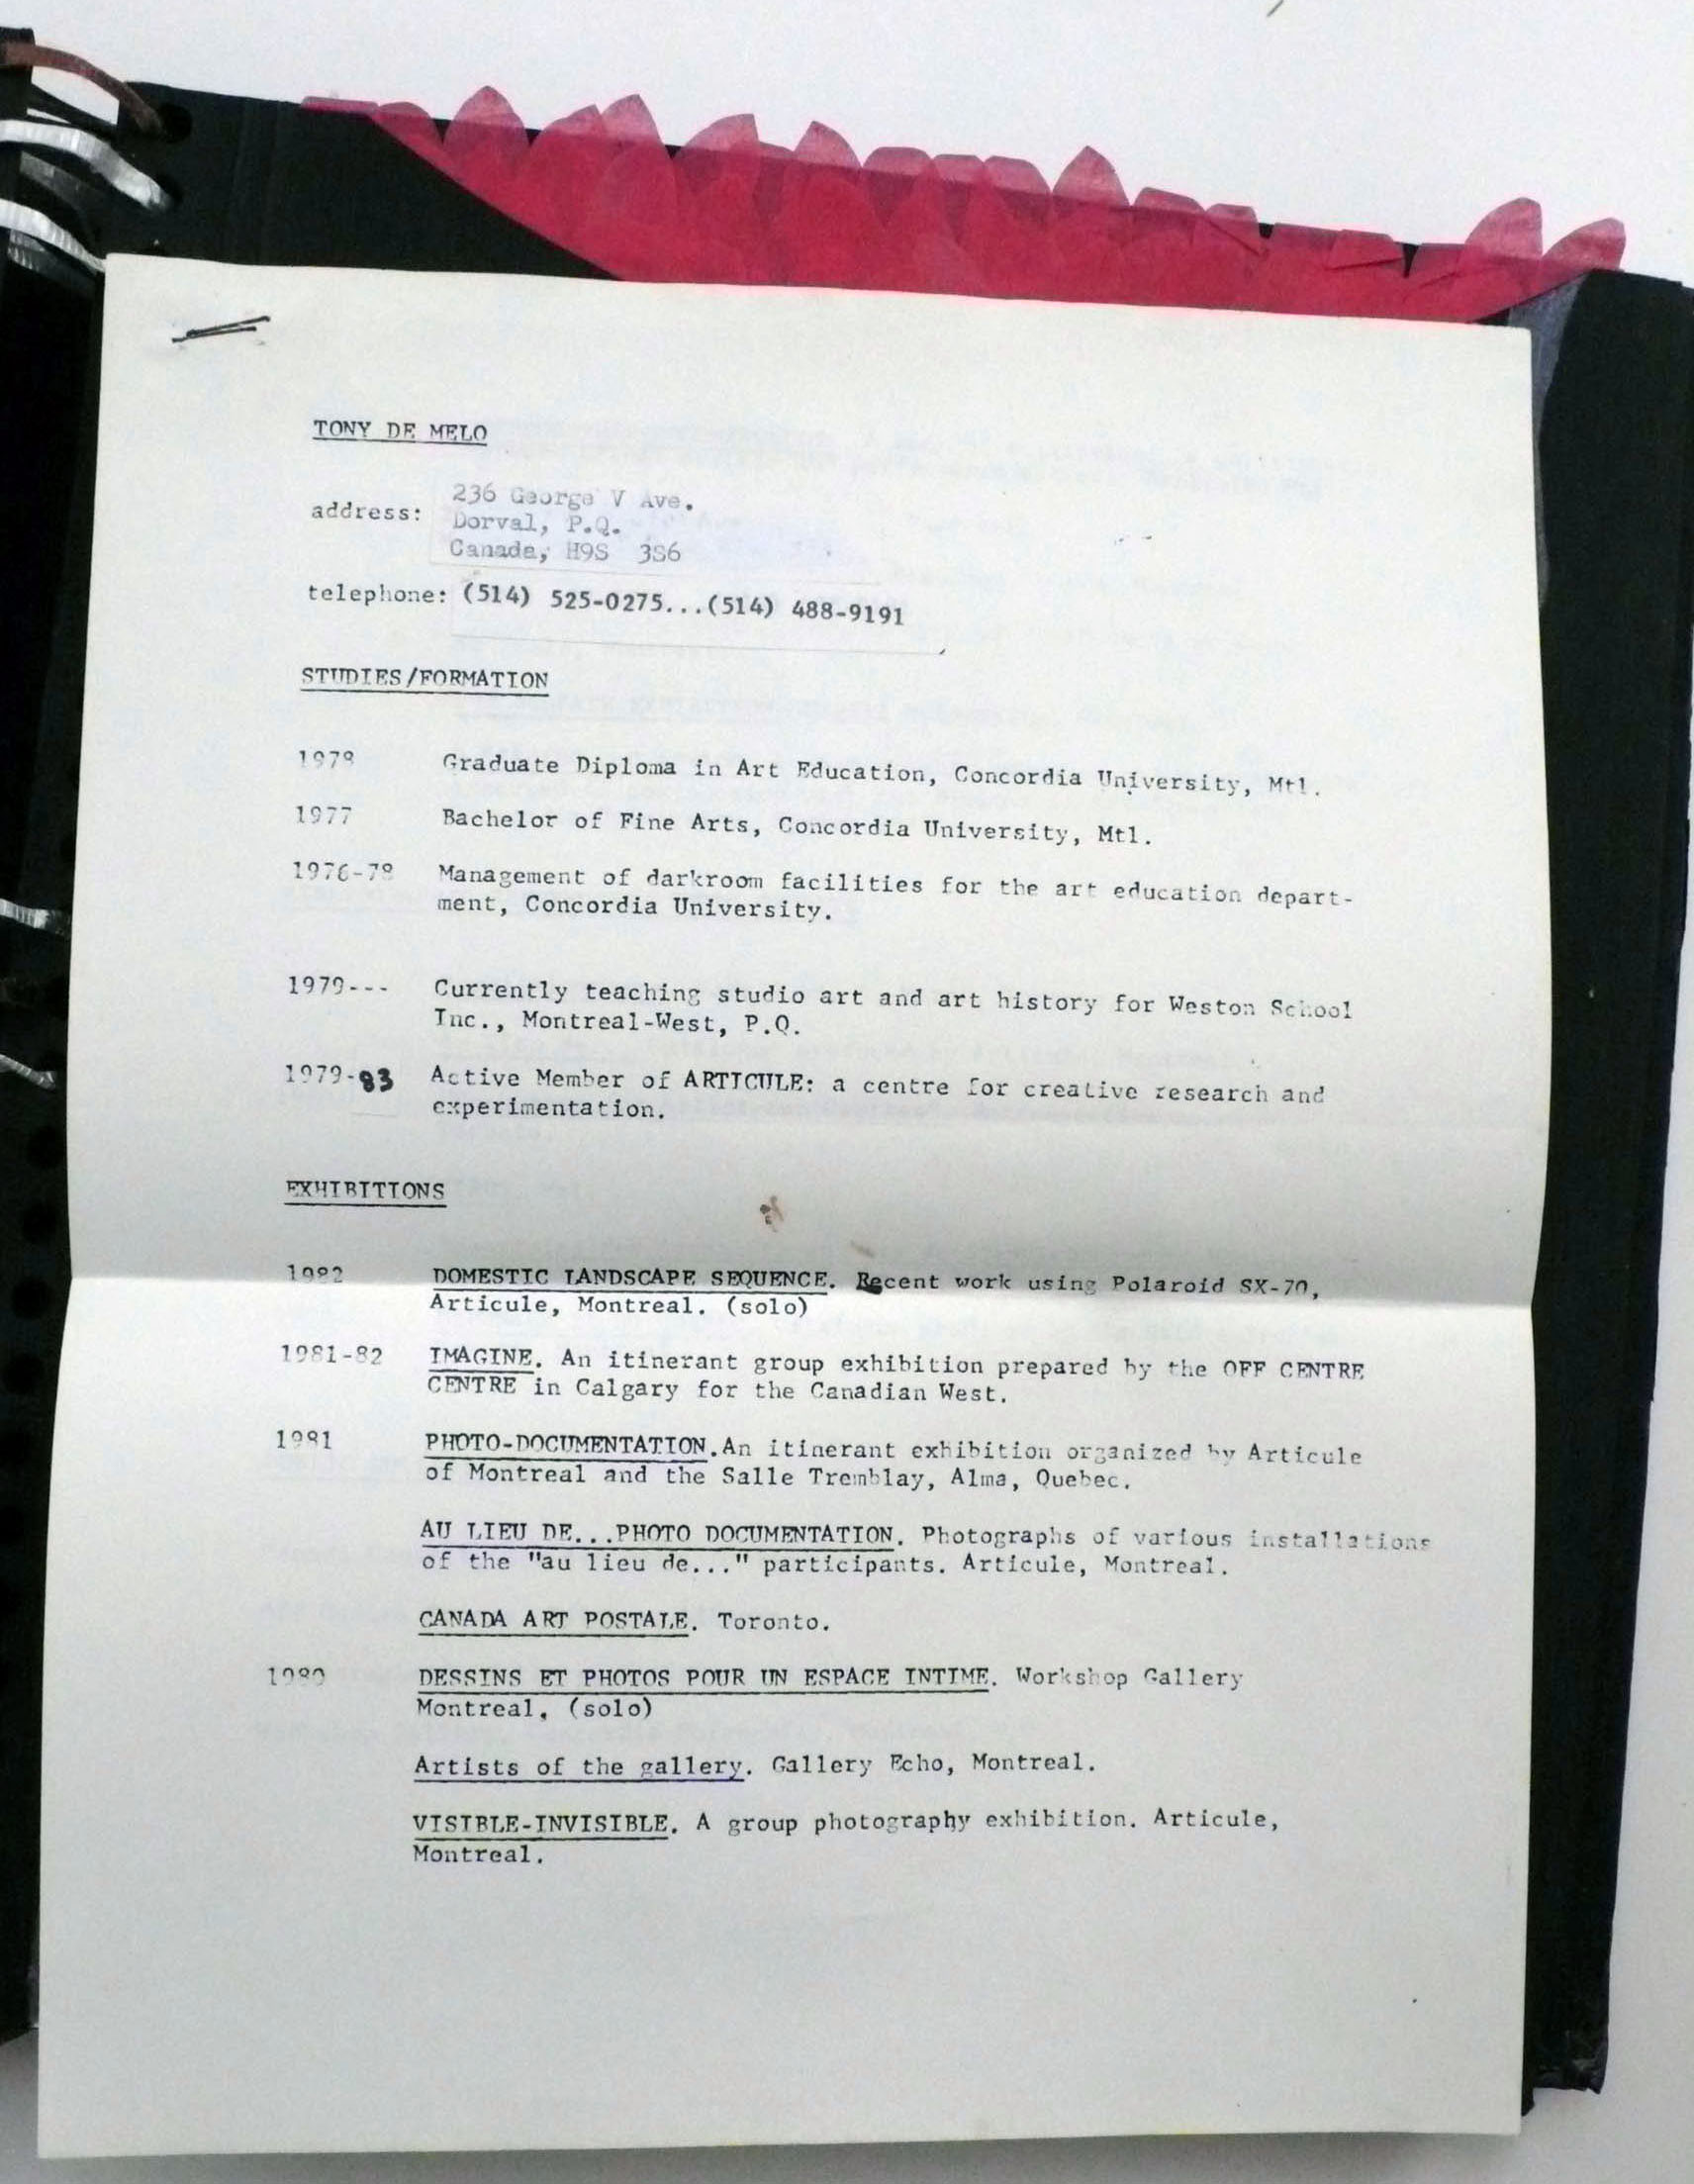 TONY DE MELO
address: 236 George V Ave.
Dorval, P.Q.
Canada, H9S 3S6
telephone: (514) 525-0275...(514) 488-9191
STUDIES/FORMATION
1978 Graduate Diploma in Art Education, Concordia University, Mtl.
1977 Bachelor of Fine Arts, Concordia University, Mtl.
1976-78 Management of darkroom facilities for the art education depart-
ment, Concordia University.
1979--- Currently teaching studio art and art history for Weston School
Inc., Montreal-West, P.Q.
1979-83 Active Member of ARTICULE: a centre for creative research and
experimentation.
EXHIBITIONS
1982 DOMESTIC LANDSCAPE SEQUENCE. Recent work using Polaroid SX-70,
Articule, Montreal. (solo)
1981-82 IMAGINE. An itinerant group exhibition prepared by the OFF CENTRE
CENTRE in Calgary for the Canadian West.
1981 PHOTO-DOCUMENTATION.An itinerant exhibition organized by Articule
of Montreal and the Salle Tremblay, Alma, Quebec.
AU LIEU DE...PHOTO DOCUMENTATION. Photographs of various installations
of the "au lieu de..." participants. Articule, Montreal.
CANADA ART POSTALE. Toronto.
1980 DESSINS ET PHOTOS POUR UN ESPACE INTIME. Workshop Gallery
Montreal, (solo)
Artists of the gallery. Gallery Echo, Montreal.
VISIBLE-INVISIBLE. A group photography exhibition. Articule,
Montreal.